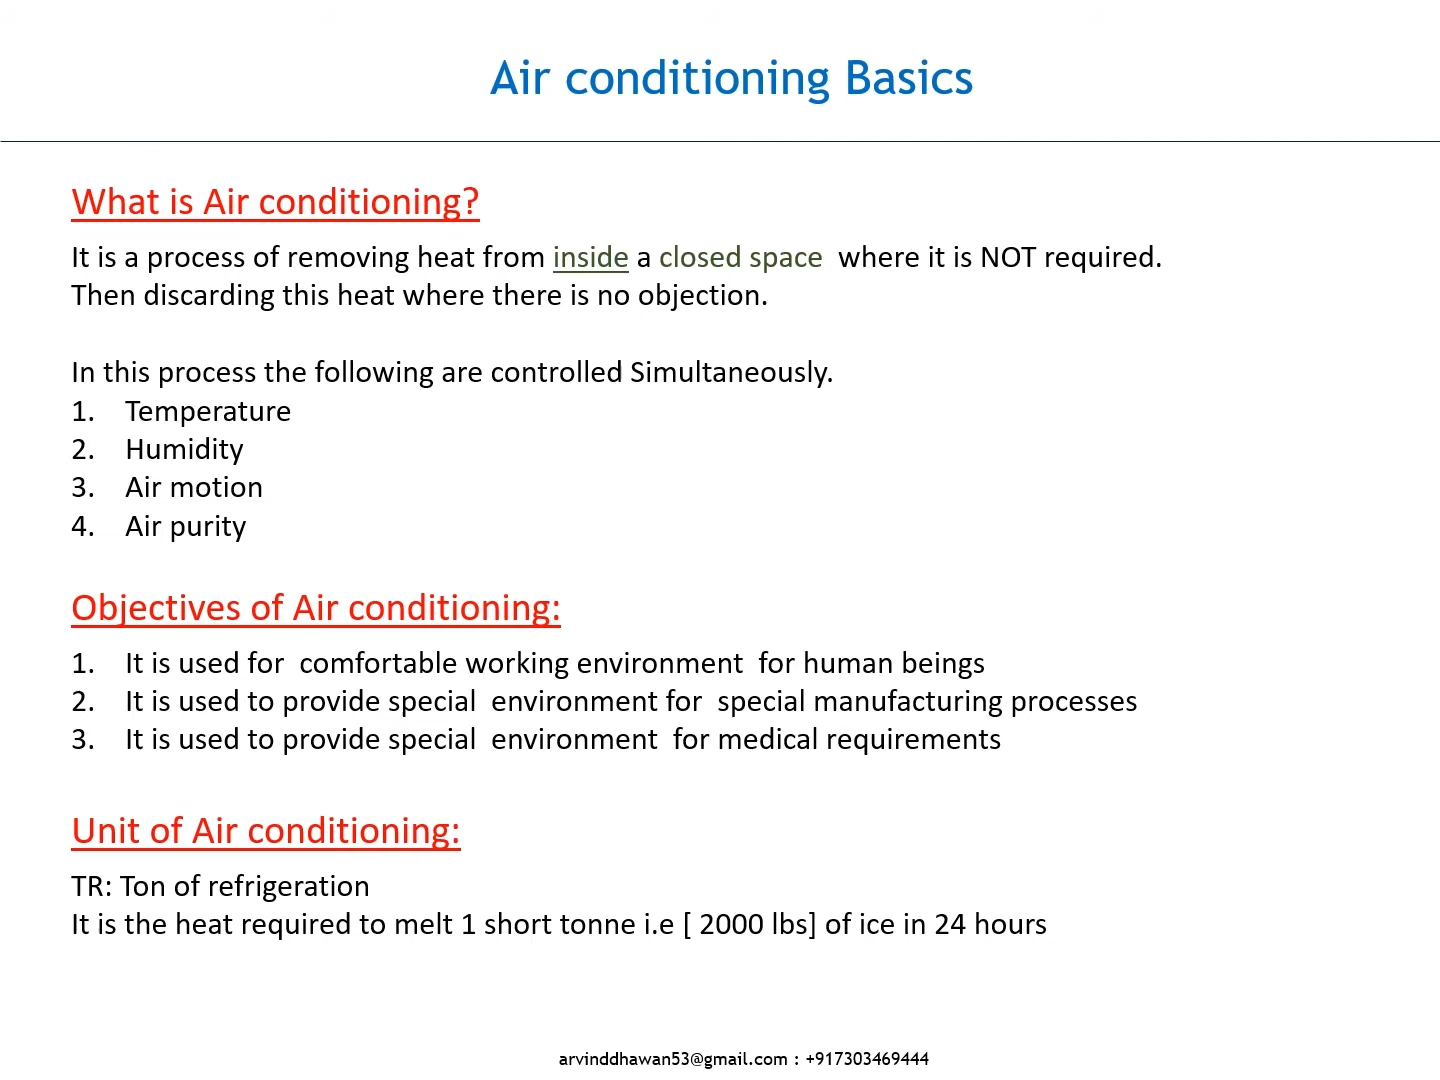 Air conditioning Basics
What is Air conditioning?
It is a process of removing heat from inside a closed space where it is NOT required.
Then discarding this heat where there is no objection.
In this process the following are controlled Simultaneously.
1. Temperature
2. Humidity
3. Air motion
4. Air purity
Objectives of Air conditioning:
1. It is used for comfortable working environment for human beings
2. It is used to provide special environment for special manufacturing processes
3. It is used to provide special environment for medical requirements
Unit of Air conditioning:
TR: Ton of refrigeration
It is the heat required to melt 1 short tonne i.e [ 2000 lbs] of ice in 24 hours
arvinddhawan53@gmail.com : +917303469444